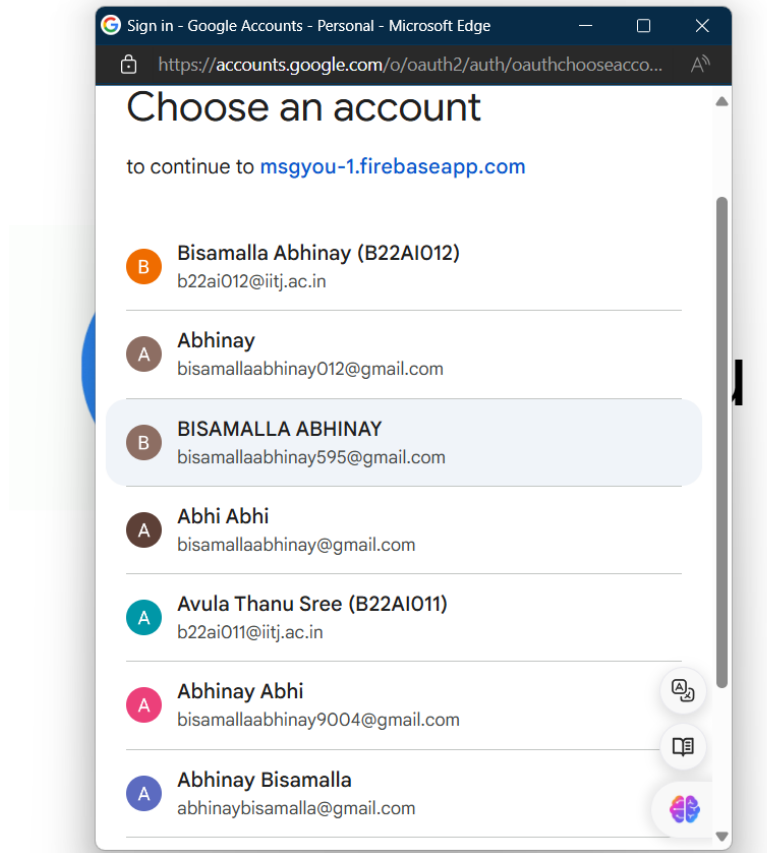 Sign in - Google Accounts - Personal - Microsoft Edge
https://accounts.google.com/o/oauth2/auth/oauthchooseacco...
Choose an account
to continue to msgyou-1.firebaseapp.com
B
Bisamalla Abhinay (B22AI012)
b22ai012@iitj.ac.in
A
Abhinay
bisamallaabhinay012@gmail.com
B
BISAMALLA ABHINAY
bisamallaabhinay595@gmail.com
A
Abhi Abhi
bisamallaabhinay@gmail.com
A
Avula Thanu Sree (B22AI011)
b22ai011@iitj.ac.in
A
Abhinay Abhi
bisamallaabhinay9004@gmail.com
A
Abhinay Bisamalla
abhinaybisamalla@gmail.com